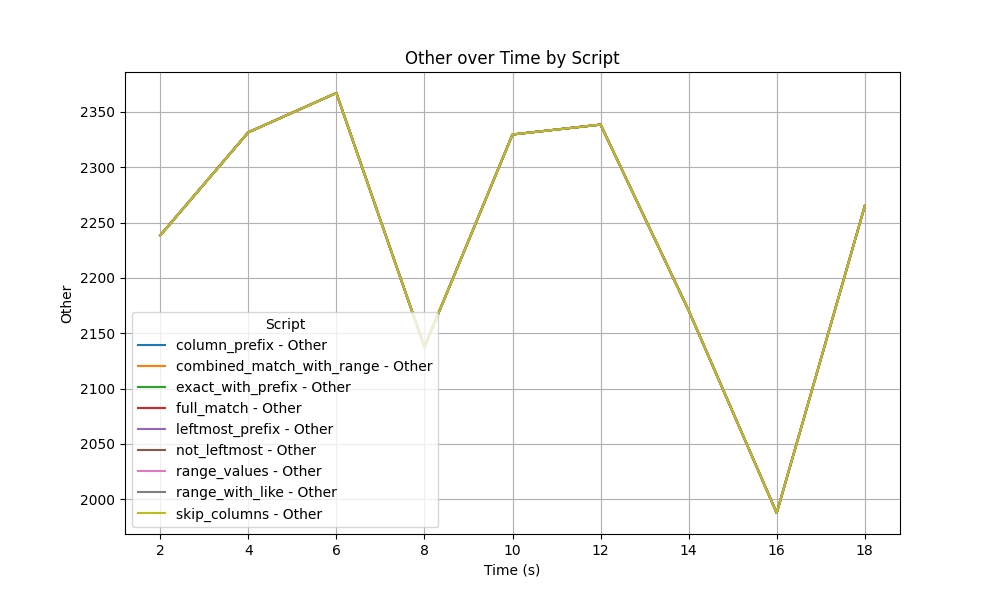 Other over Time by Script
2350
2300
2250
2200
2150
2100
2050
2000
Other
Script
column_prefix - Other
combined_match_with_range - Other
exact_with_prefix - Other
full_match - Other
leftmost_prefix - Other
not_leftmost - Other
range_values - Other
range_with_like - Other
skip_columns - Other
2 4 6 8 10 12 14 16 18
Time (s)